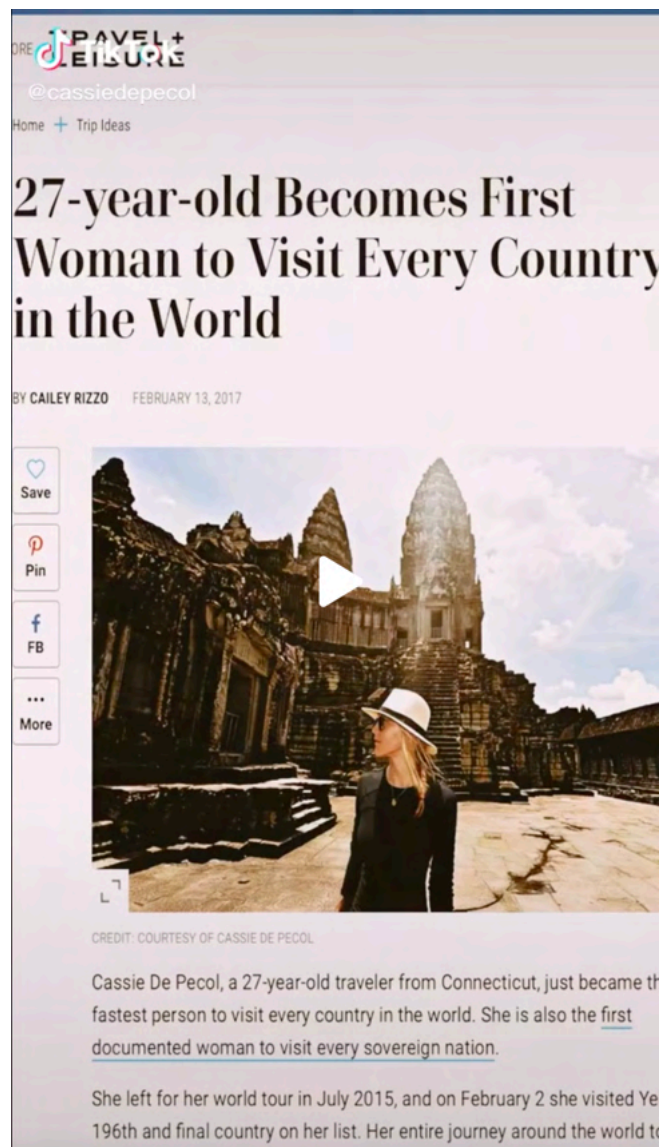 ORE
TRAVEL+
LEISURE
TikTok
@cassiedepecol
Home + Trip Ideas
27-year-old Becomes First
Woman to Visit Every Country
in the World
BY CAILEY RIZZO FEBRUARY 13, 2017
Save
Pin
FB
More
CREDIT: COURTESY OF CASSIE DE PECOL
Cassie De Pecol, a 27-year-old traveler from Connecticut, just became th
fastest person to visit every country in the world. She is also the first
documented woman to visit every sovereign nation.
She left for her world tour in July 2015, and on February 2 she visited Ye
196th and final country on her list. Her entire journey around the world to